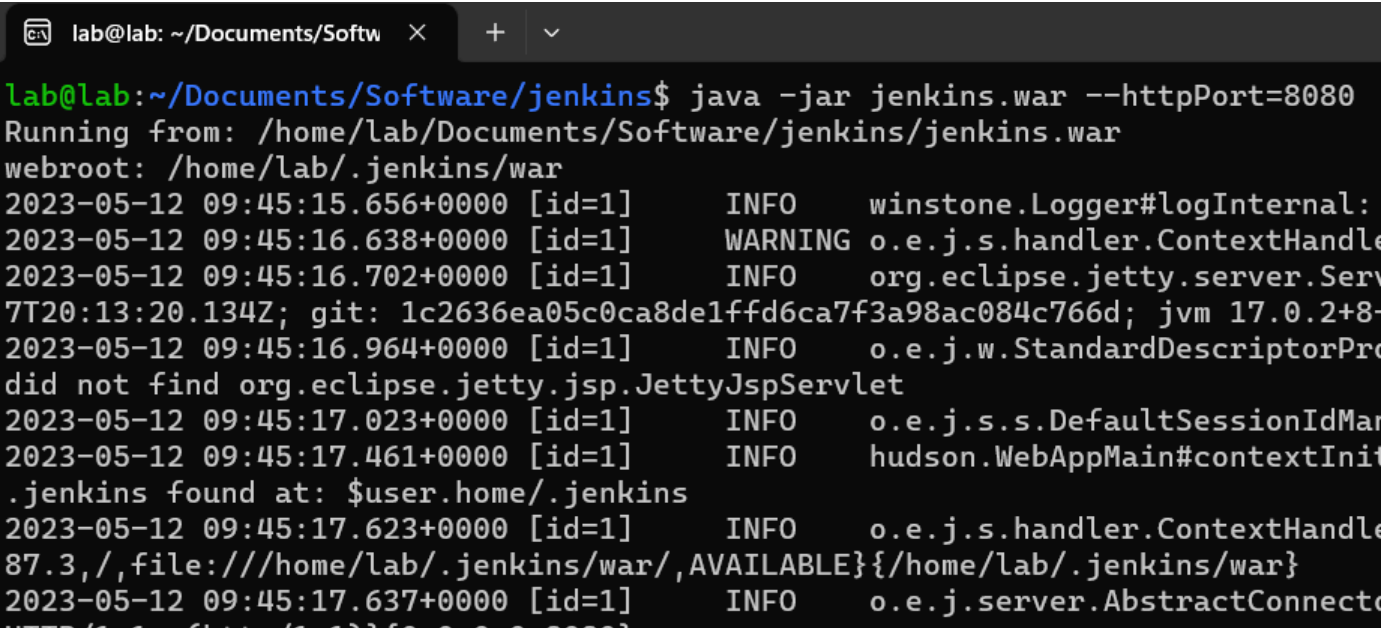 lab@lab: ~/Documents/Softw
lab@lab:~/Documents/Software/jenkins$ java -jar jenkins.war --httpPort=8080
Running from: /home/lab/Documents/Software/jenkins/jenkins.war
webroot: /home/lab/.jenkins/war
2023-05-12 09:45:15.656+0000 [id=1] INFO winstone.Logger#logInternal:
2023-05-12 09:45:16.638+0000 [id=1] WARNING o.e.j.s.handler.ContextHandle
2023-05-12 09:45:16.702+0000 [id=1] INFO org.eclipse.jetty.server.Serv
7T20:13:20.134Z; git: 1c2636ea05c0ca8de1ffd6ca7f3a98ac084c766d; jvm 17.0.2+8-
2023-05-12 09:45:16.964+0000 [id=1] INFO o.e.j.w.StandardDescriptorPro
did not find org.eclipse.jetty.jsp.JettyJspServlet
2023-05-12 09:45:17.023+0000 [id=1] INFO o.e.j.s.s.DefaultSessionIdMan
2023-05-12 09:45:17.461+0000 [id=1] INFO hudson.WebAppMain#contextInit
.jenkins found at: $user.home/.jenkins
2023-05-12 09:45:17.623+0000 [id=1] INFO o.e.j.s.handler.ContextHandle
87.3,/,file:///home/lab/.jenkins/war/,AVAILABLE}{/home/lab/.jenkins/war}
2023-05-12 09:45:17.637+0000 [id=1] INFO o.e.j.server.AbstractConnecto